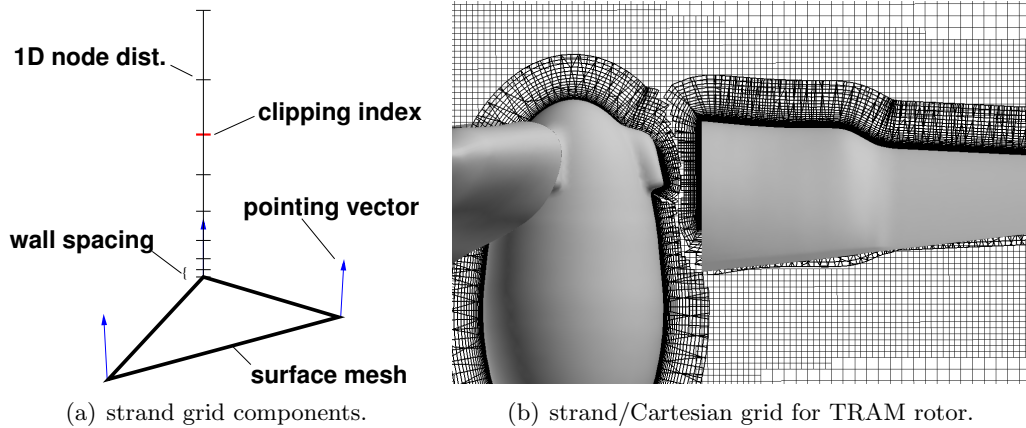 1D node dist.
clipping index
pointing vector
wall spacing
{
surface mesh
(a) strand grid components.
(b) strand/Cartesian grid for TRAM rotor.